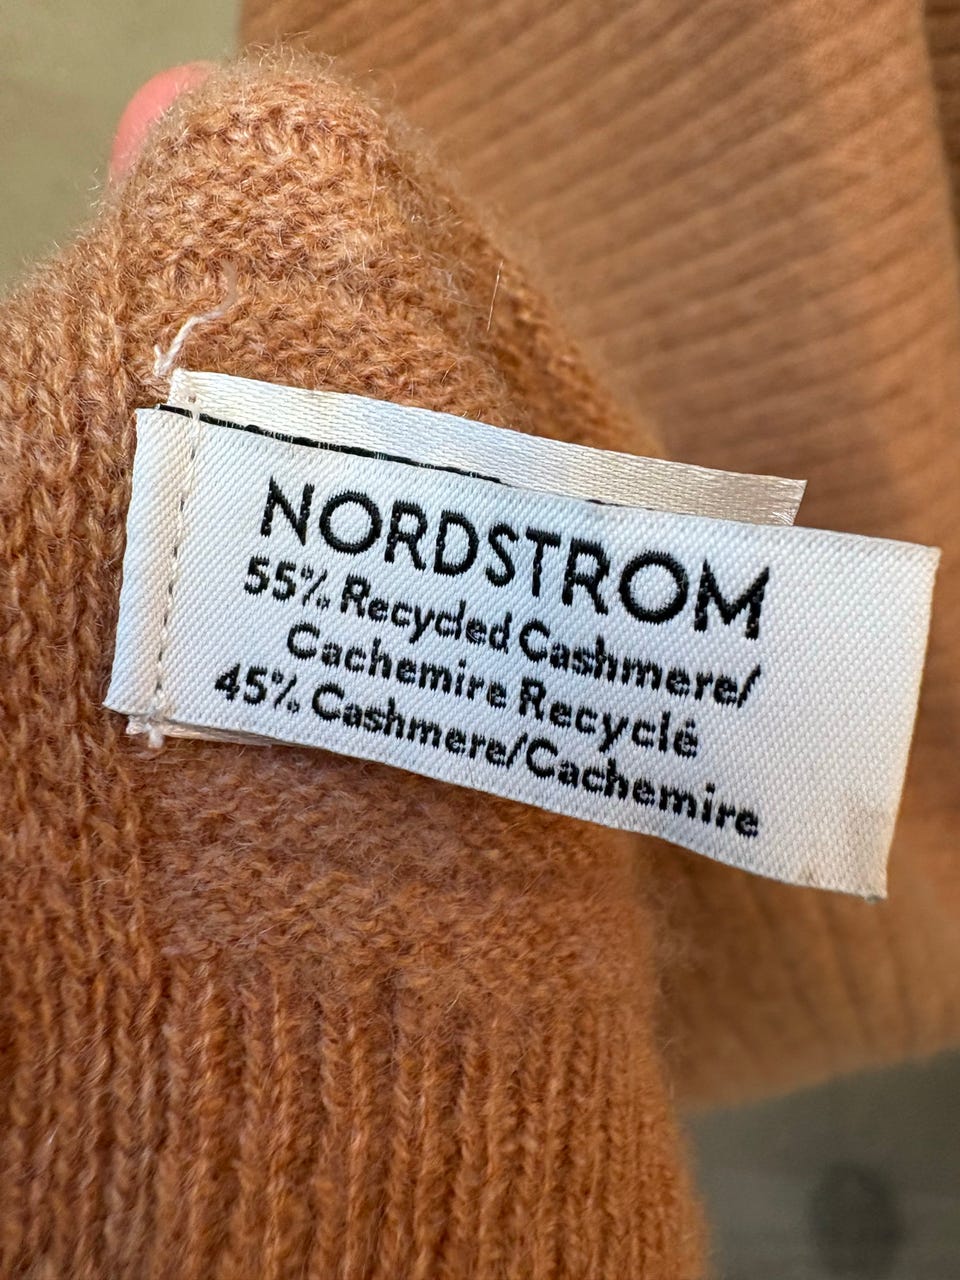 NORDSTROM
55% Recycled Cashmere/
Cachemire Recyclé
45% Cashmere/Cachemire